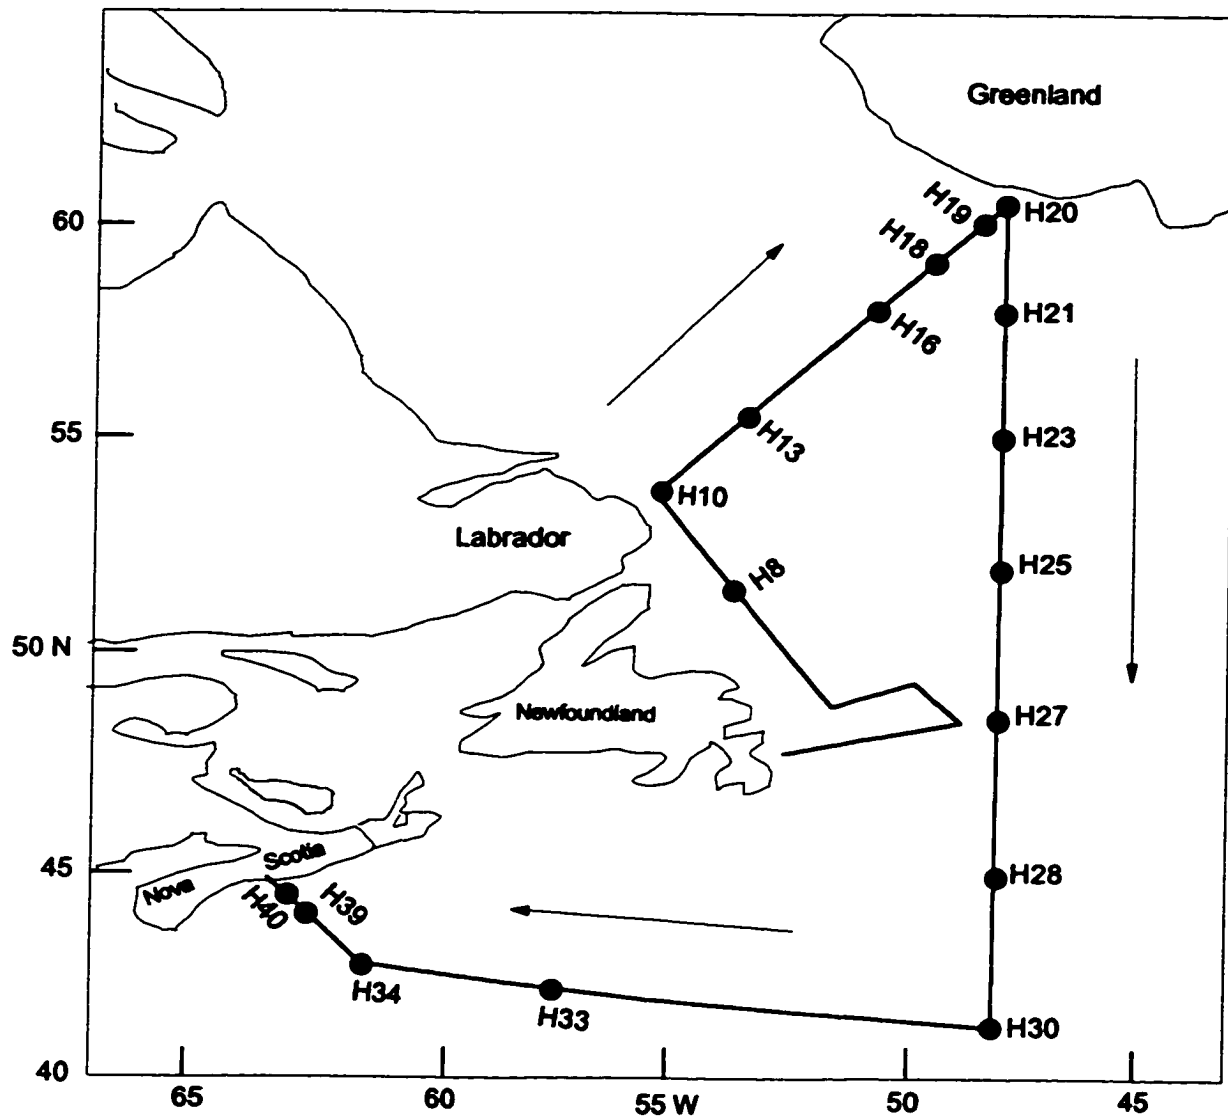 Greenland
H19
H20
60
H18
H21
H16
55
H13
H23
H10
Labrador
H8
H25
50 N
Newfoundland
H27
45
Scotia
Nova
H28
H40
H39
H34
H33
H30
40
65
60
55 W
50
45